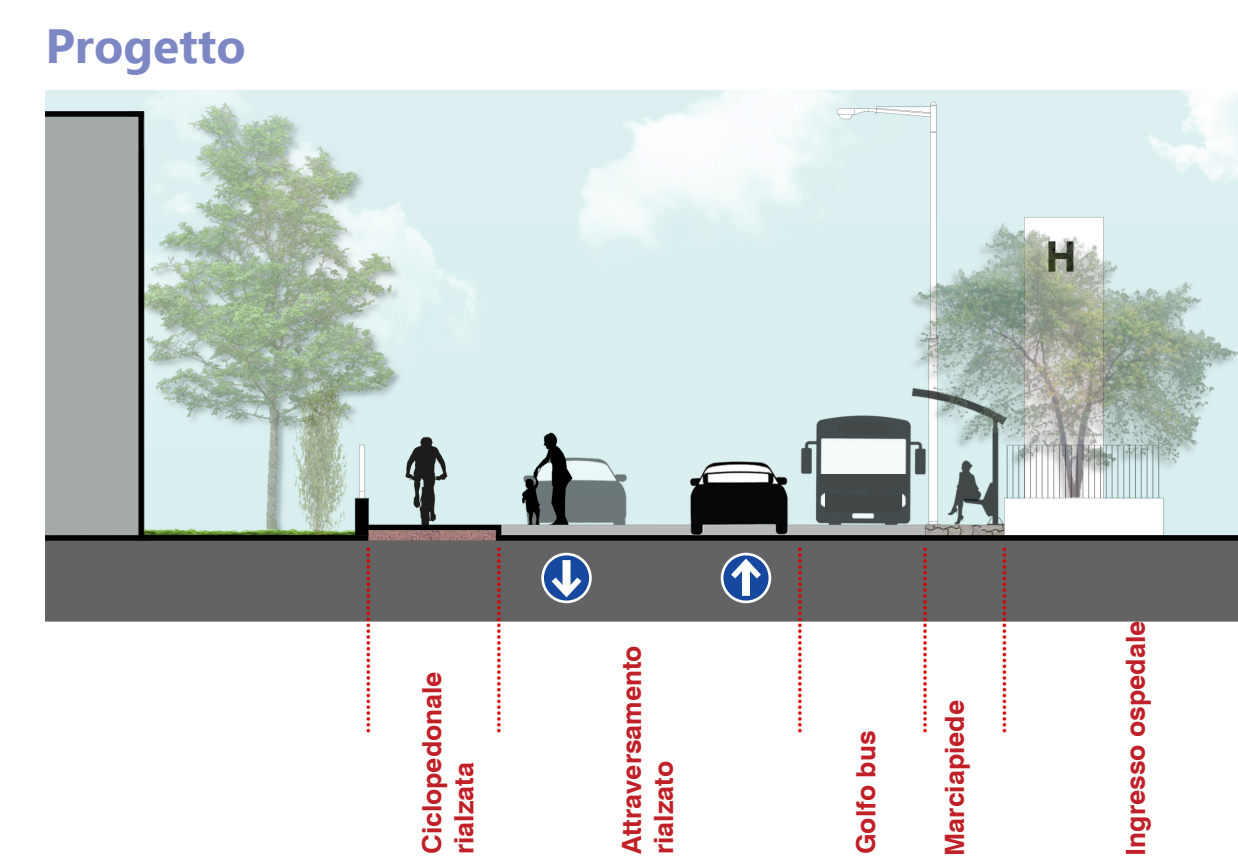 Progetto
H
Ciclopedonale
rialzata
Attraversamento
rialzato
Golfo bus
Marciapiede
Ingresso ospedale